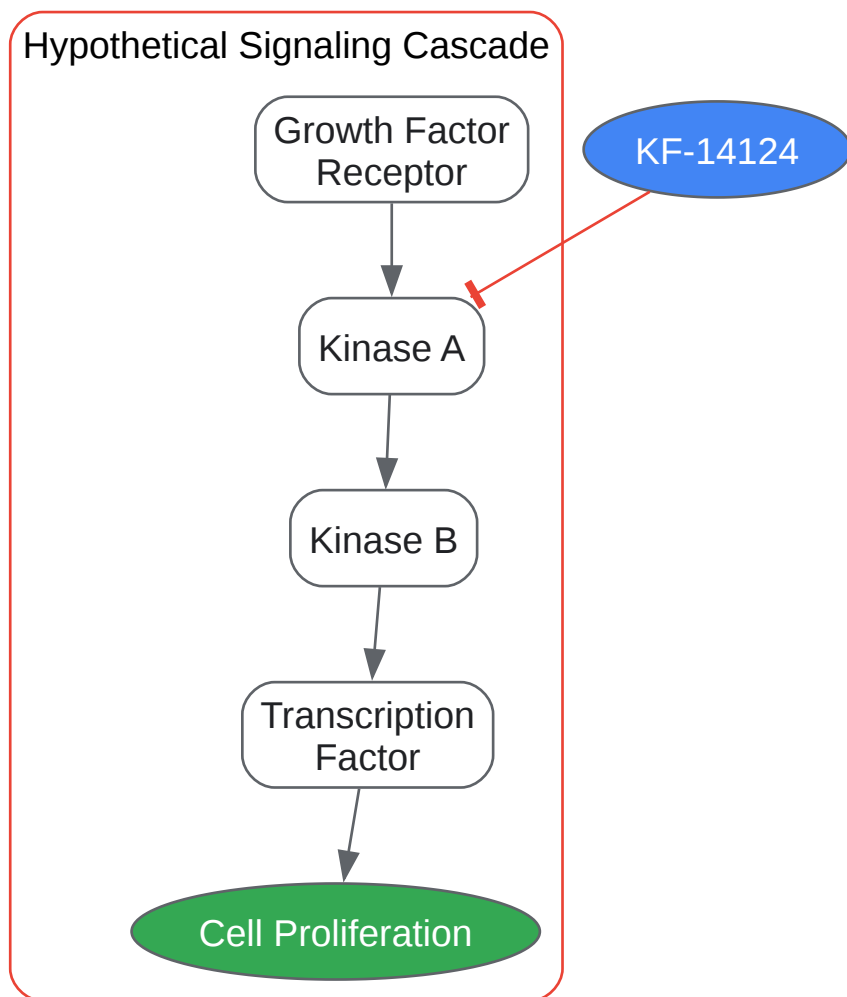 Hypothetical Signaling Cascade
Growth Factor
Receptor
KF-14124
Kinase A
Kinase B
Transcription
Factor
Cell Proliferation